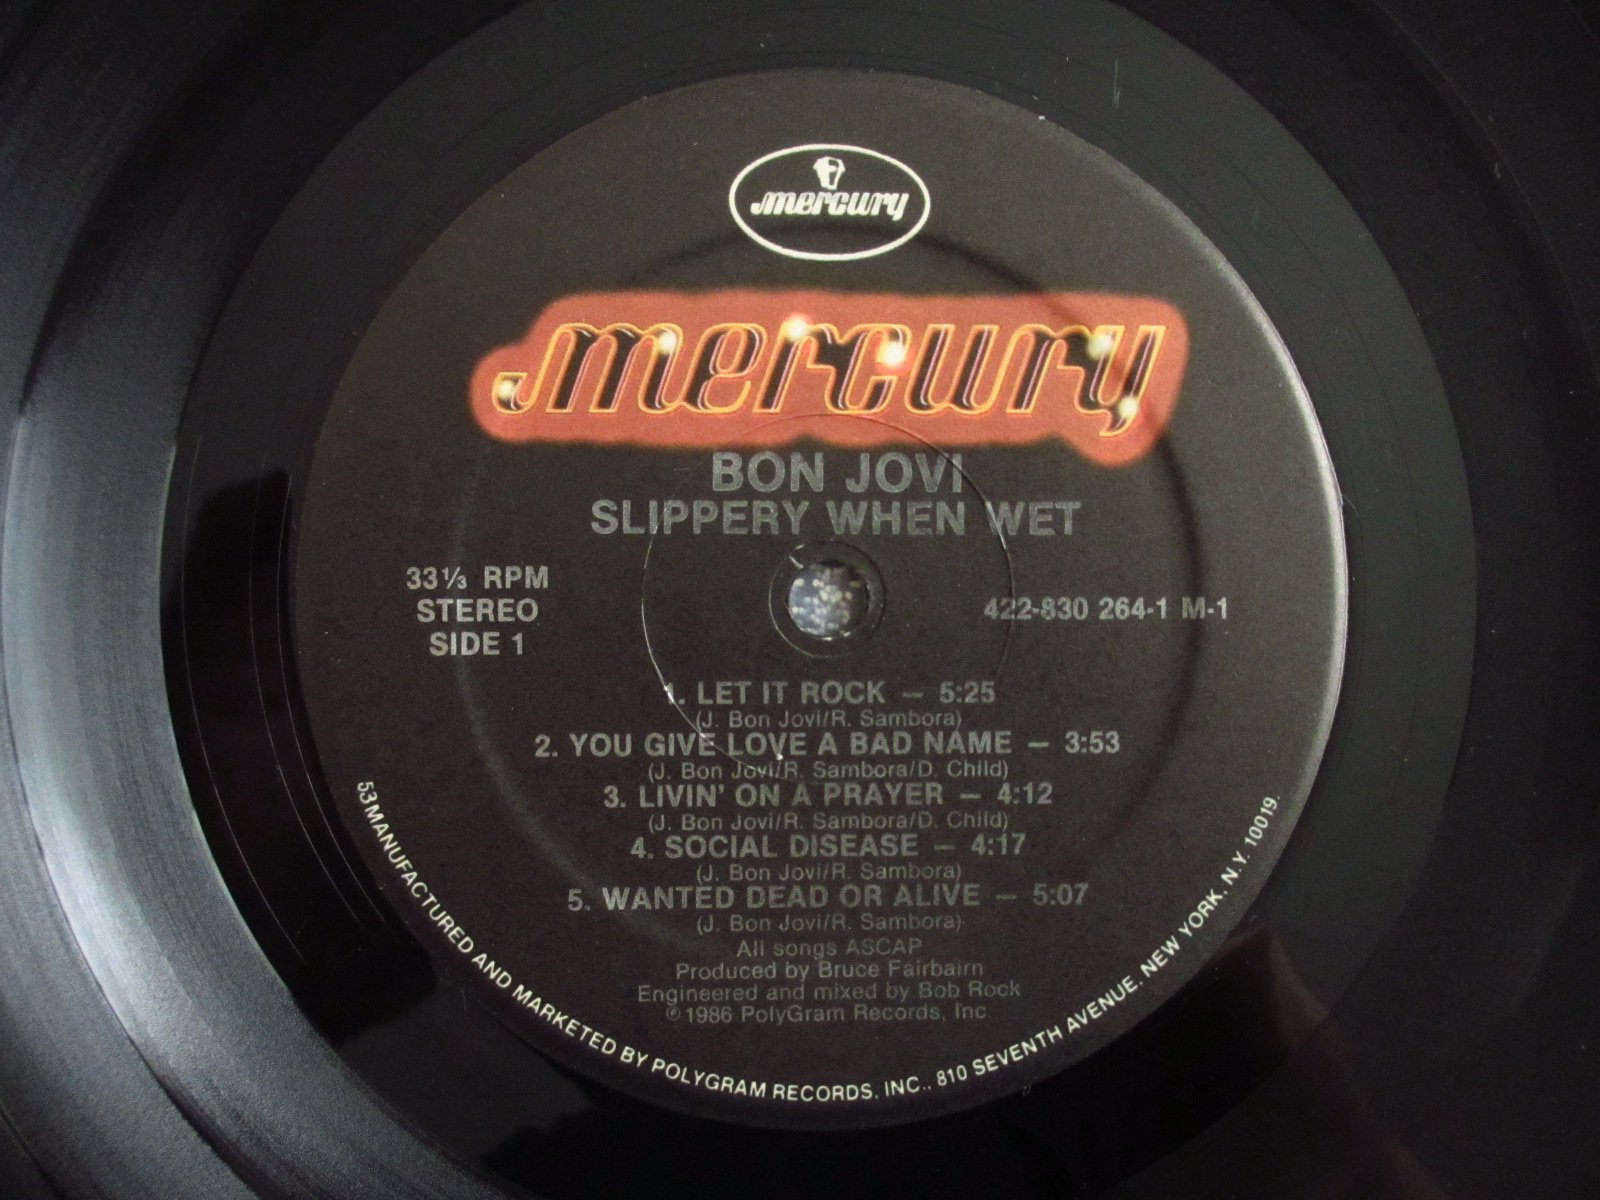 mercury
mercury
BON JOVI
SLIPPERY WHEN WET
33⅓ RPM
STEREO
SIDE 1
422-830 264-1 M-1
1. LET IT ROCK — 5:25
(J. Bon Jovi/R. Sambora)
2. YOU GIVE LOVE A BAD NAME — 3:53
(J. Bon Jovi/R. Sambora/D. Child)
3. LIVIN' ON A PRAYER — 4:12
(J. Bon Jovi/R. Sambora/D. Child)
4. SOCIAL DISEASE — 4:17
(J. Bon Jovi/R. Sambora)
5. WANTED DEAD OR ALIVE — 5:07
(J. Bon Jovi/R. Sambora)
All songs ASCAP
Produced by Bruce Fairbairn
Engineered and mixed by Bob Rock
℗ 1986 PolyGram Records, Inc.
53 MANUFACTURED AND MARKETED BY POLYGRAM RECORDS, INC., 810 SEVENTH AVENUE, NEW YORK, N.Y. 10019.